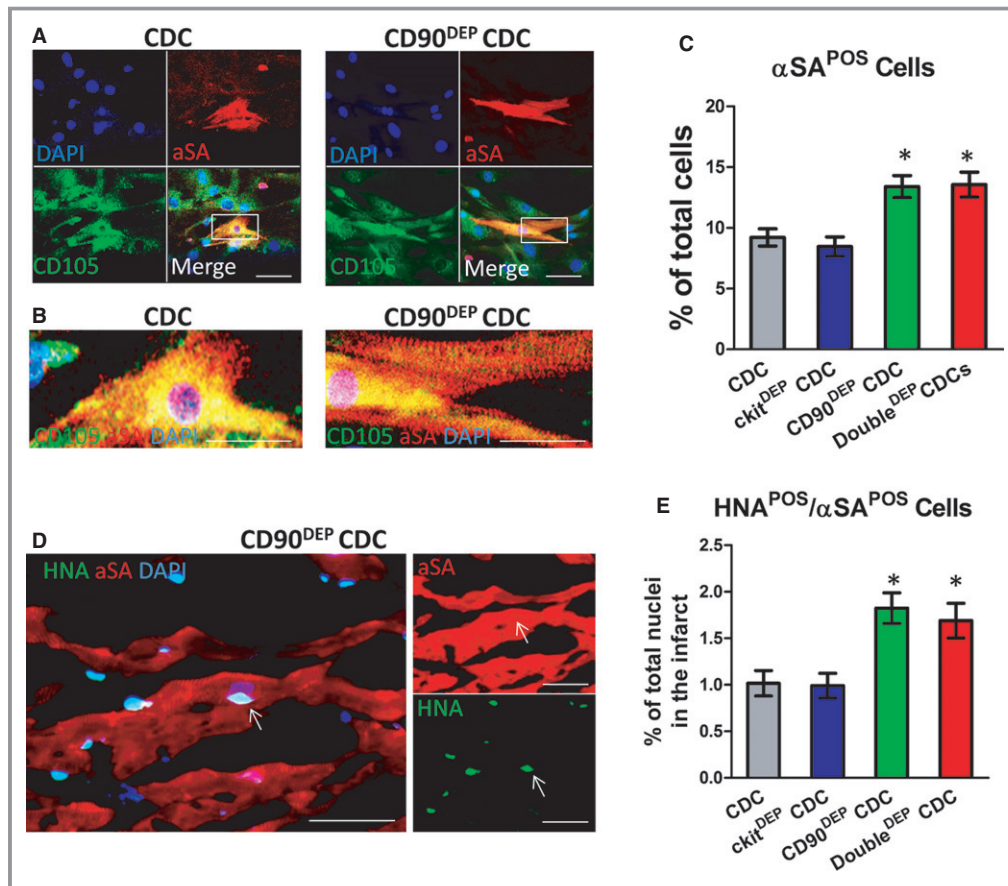 A
CDC
DAPI
aSA
CD105
Merge
CD90DEP CDC
DAPI
aSA
CD105
Merge
B
CDC
CD105 aSA DAPI
CD90DEP CDC
CD105 aSA DAPI
C
αSAPOS Cells
% of total cells
20
15
10
5
0
CDC
ckitDEP CDC
CD90DEP CDC
DoubleDEP CDCs
*
*
D
CD90DEP CDC
HNA aSA DAPI
aSA
HNA
E
HNAPOS/αSAPOS Cells
% of total nuclei
in the infarct
2.5
2.0
1.5
1.0
0.5
0.0
CDC
ckitDEP CDC
CD90DEP CDC
DoubleDEP CDC
*
*